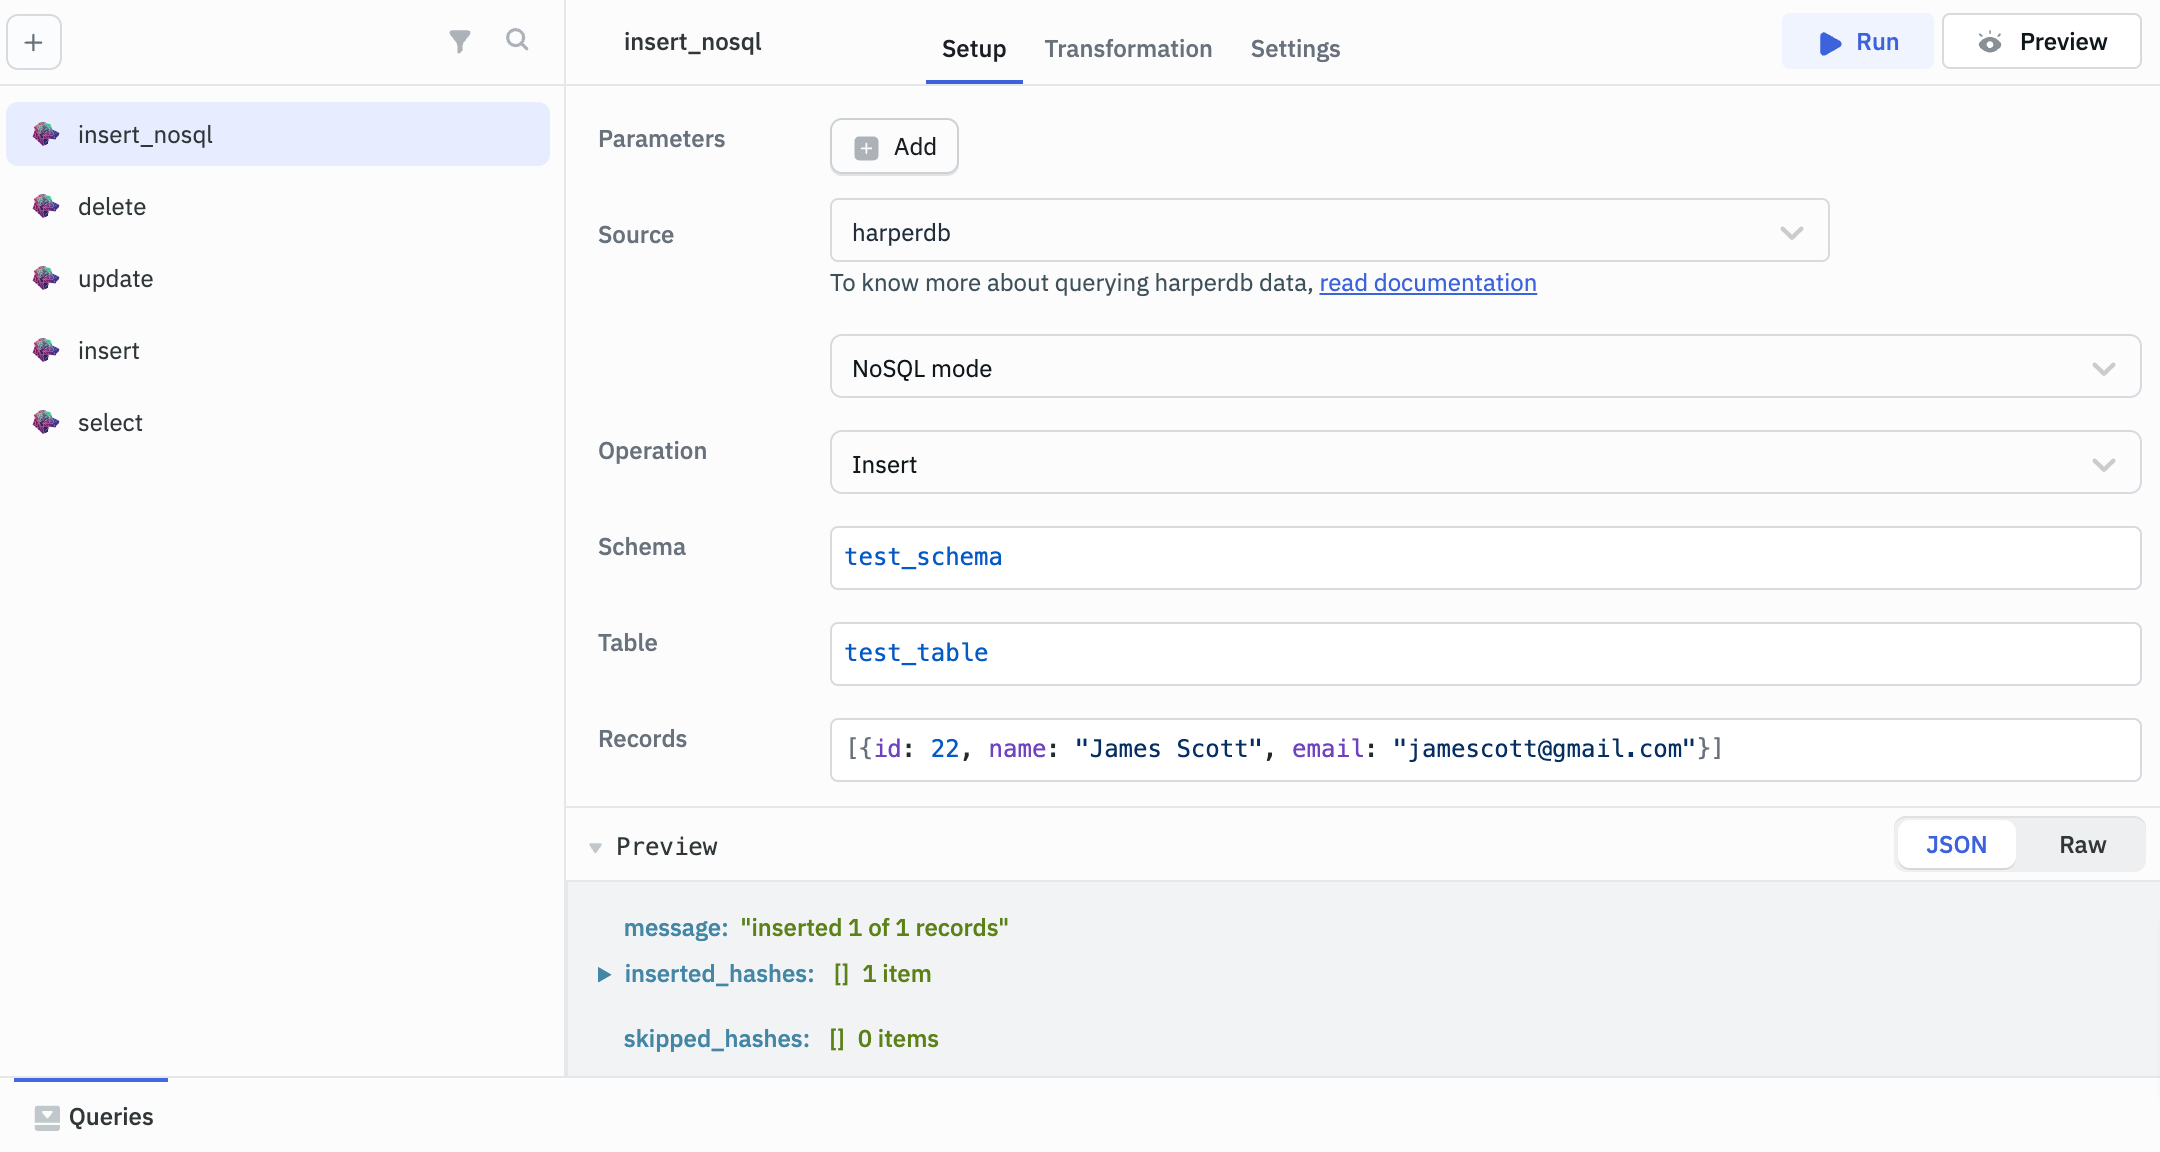 insert_nosql
Setup
Transformation
Settings
Run
Preview
insert_nosql
delete
update
insert
select
Parameters
Add
Source
harperdb
To know more about querying harperdb data, read documentation
NoSQL mode
Operation
Insert
Schema
test_schema
Table
test_table
Records
[{id: 22, name: "James Scott", email: "jamescott@gmail.com"}]
Preview
JSON
Raw
message: "inserted 1 of 1 records"
inserted_hashes: [] 1 item
skipped_hashes: [] 0 items
Queries